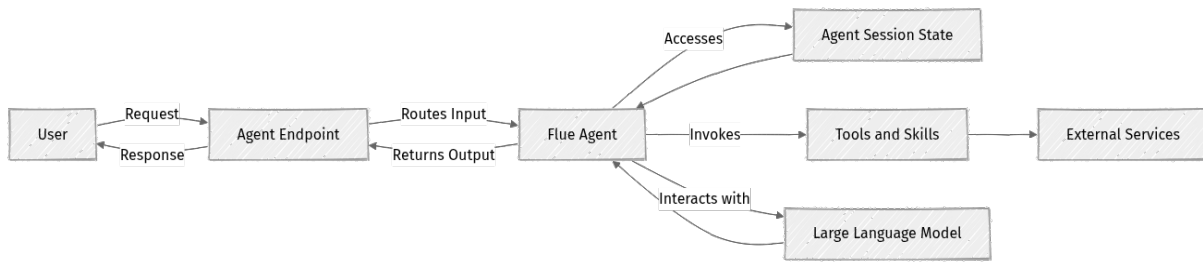 User
Request
Response
Agent Endpoint
Routes Input
Returns Output
Flue Agent
Accesses
Agent Session State
Invokes
Tools and Skills
External Services
Interacts with
Large Language Model